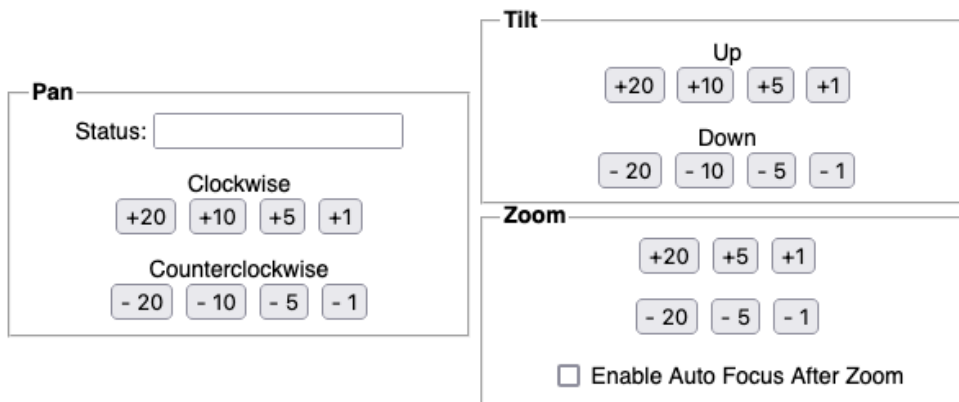 Pan
Status:
Clockwise
+20 +10 +5 +1
Counterclockwise
- 20 - 10 - 5 - 1
Tilt
Up
+20 +10 +5 +1
Down
- 20 - 10 - 5 - 1
Zoom
+20 +5 +1
- 20 - 5 - 1
Enable Auto Focus After Zoom